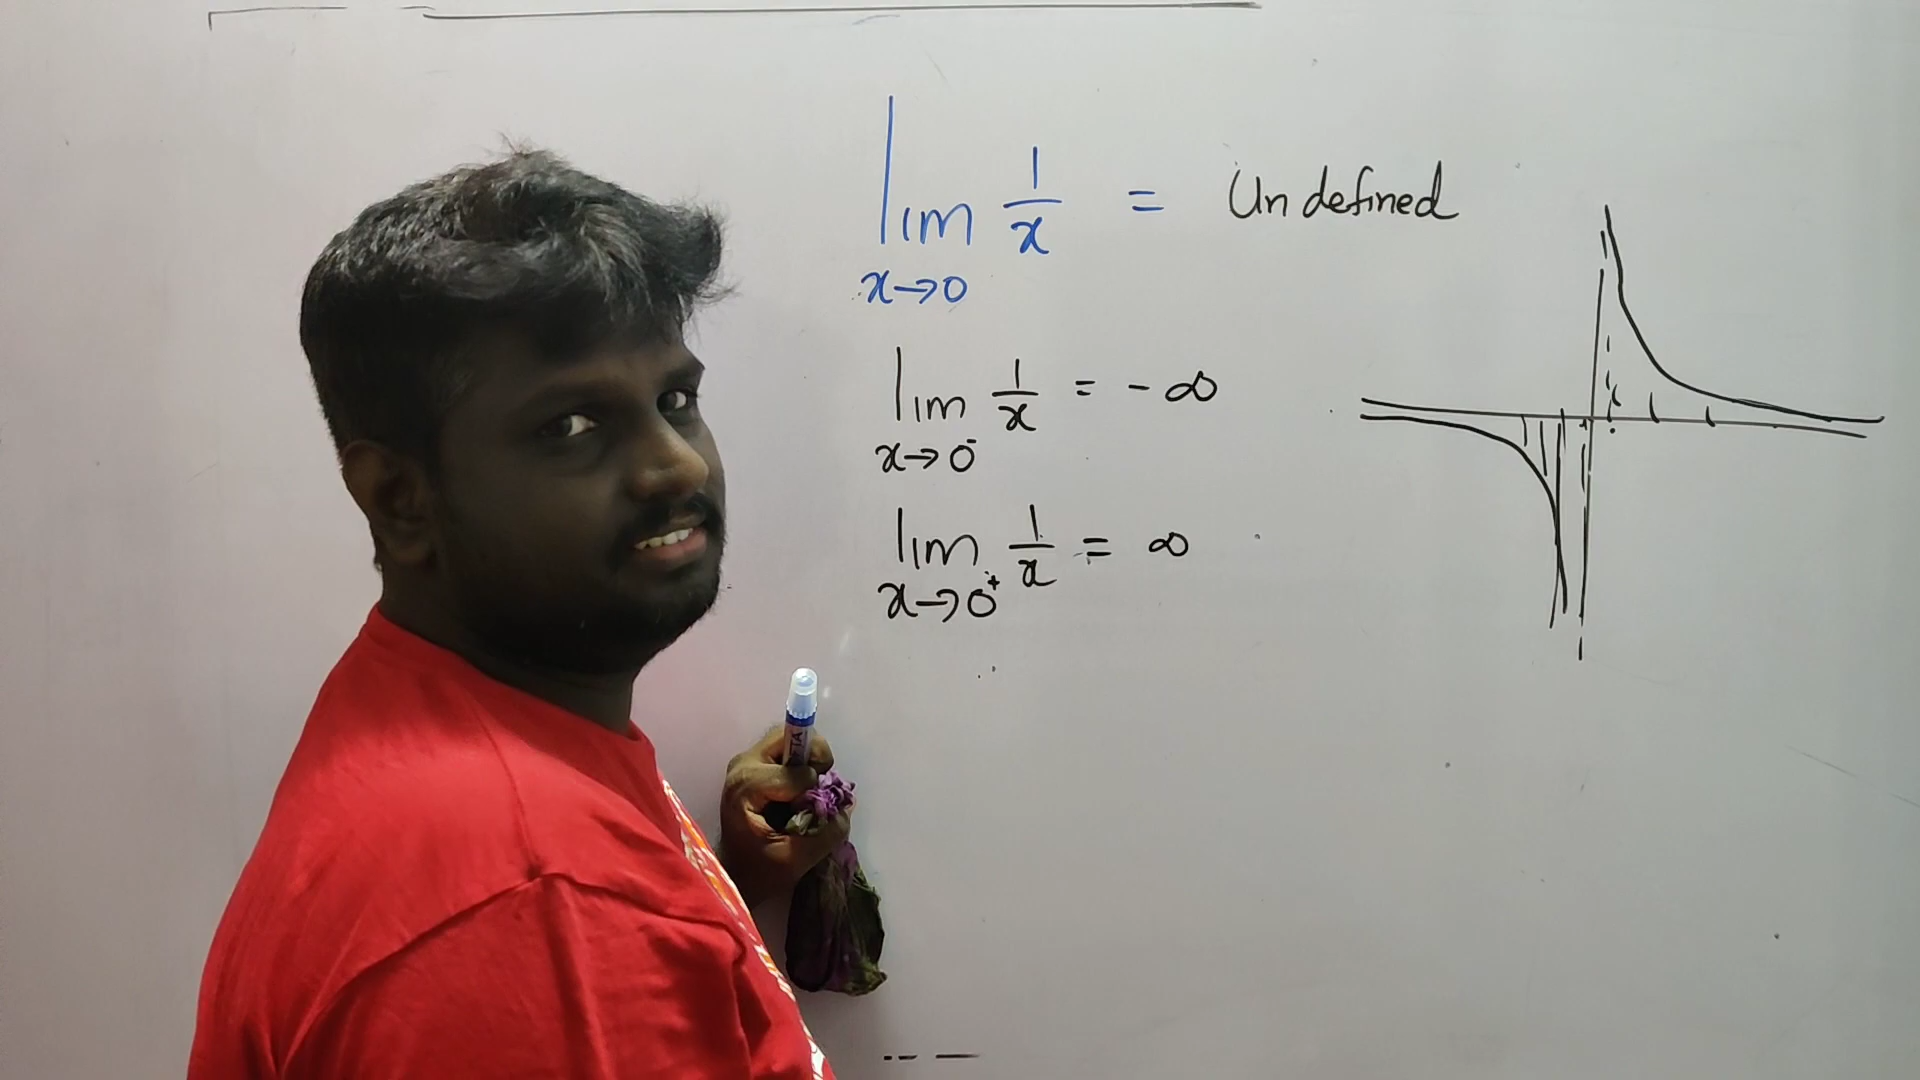 lim 1/x = Undefined
x→0
lim 1/x = -∞
x→0⁻
lim 1/x = ∞
x→0⁺